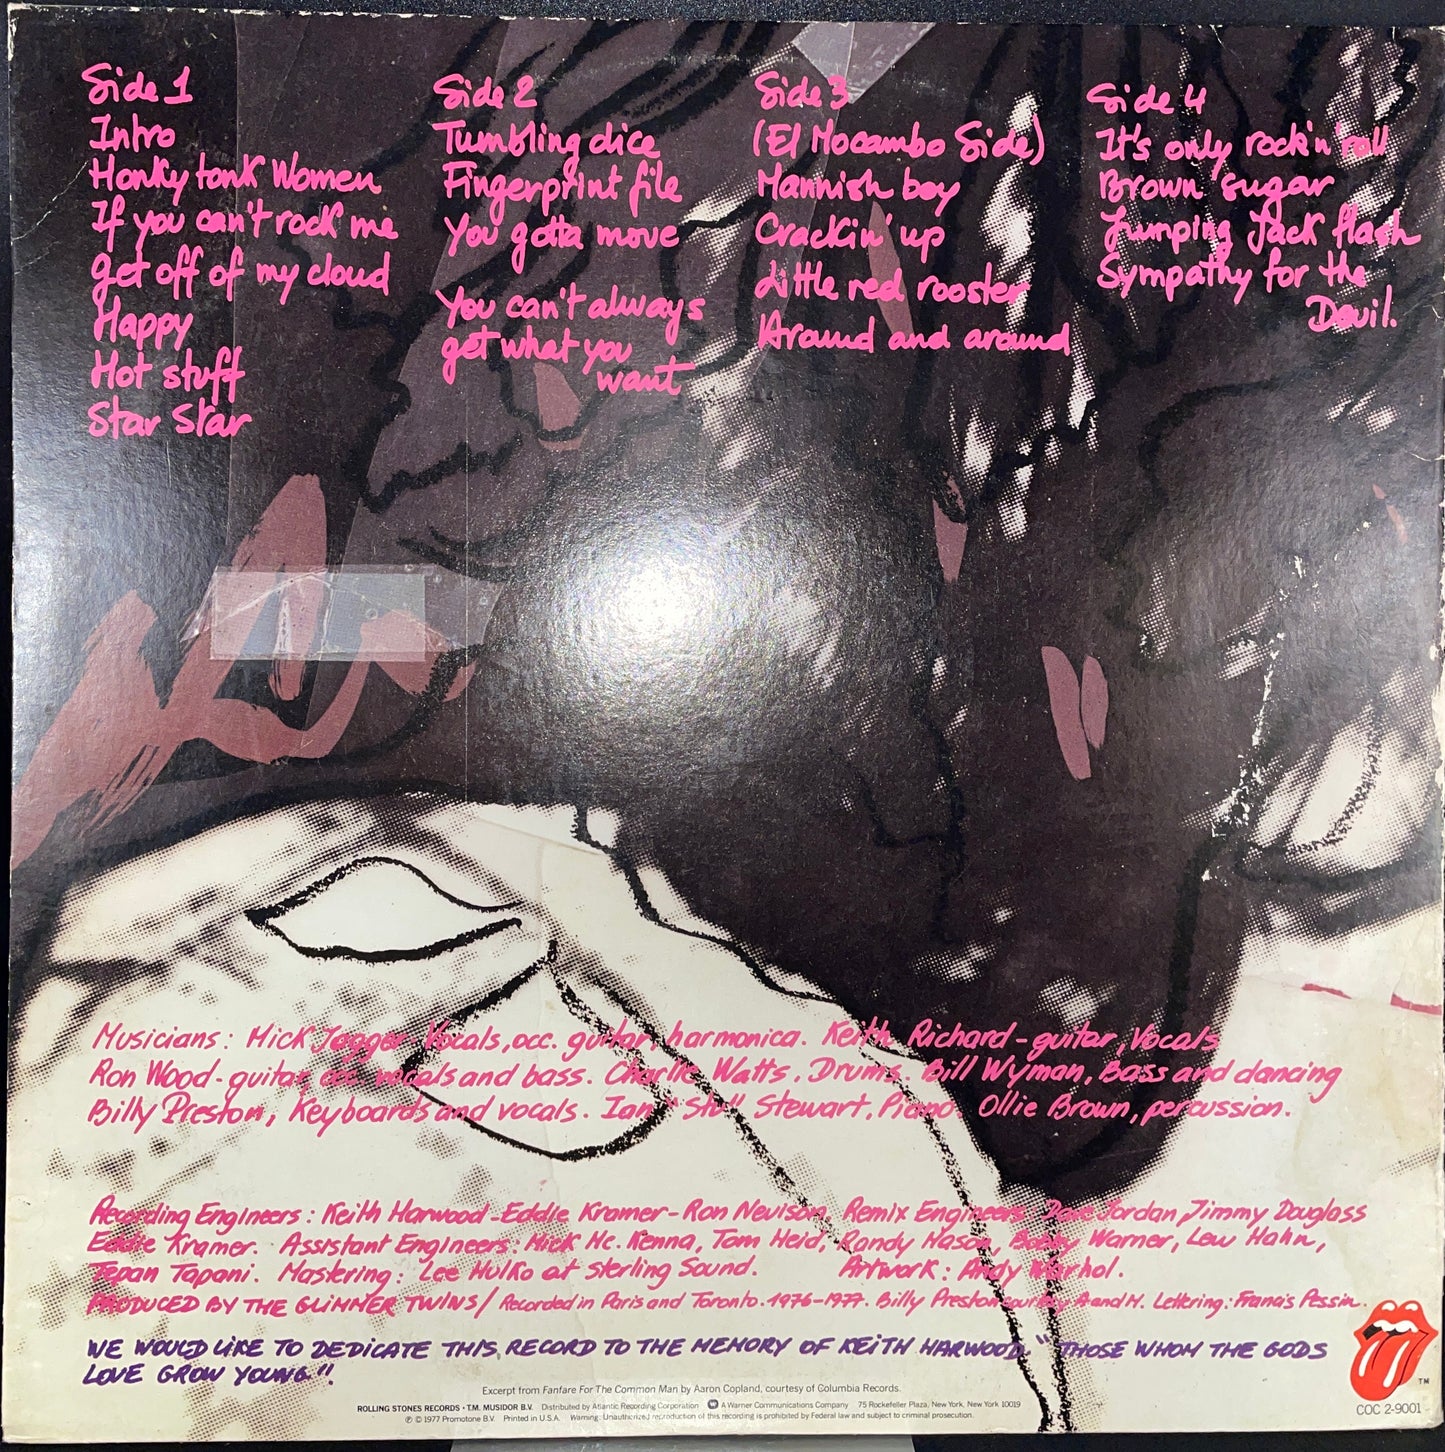 Side 1
Intro
Honky tonk Women
If you can't rock me
get off of my cloud
Happy
Hot stuff
Star Star
Side 2
Tumbling dice
Fingerprint file
You gotta move
You can't always
get what you
want
Side 3
(El Mocambo Side)
Mannish boy
Crackin' up
Little red rooster
Around and around
Side 4
It's only rock'n'roll
Brown sugar
Jumping Jack flash
Sympathy for the
Devil.
Musicians: Mick Jagger-Vocals, occ. guitar, harmonica. Keith Richard-guitar, Vocals
Ron Wood-guitar, occ. vocals and bass. Charlie Watts. Drums. Bill Wyman, Bass and dancing
Billy Preston, Keyboards and vocals. Ian "Stu" Stewart, Piano. Ollie Brown, percussion.
Recording Engineers: Keith Harwood-Eddie Kramer-Ron Nevison, Remix Engineers Dave Jordan, Jimmy Douglass
Eddie Kramer. Assistant Engineers: Mick Mc. Kenna, Tom Heid, Randy Mason, Bobby Warner, Lew Hahn,
Tepan Tapani. Mastering: Lee Hulko at Sterling Sound. Artwork: Andy Warhol.
PRODUCED BY THE GLIMMER TWINS/ Recorded in Paris and Toronto. 1976-1977. Billy Preston courtesy A and M. Lettering: Francis Pessin.
WE WOULD LIKE TO DEDICATE THIS RECORD TO THE MEMORY OF KEITH HARWOOD. "THOSE WHOM THE GODS
LOVE GROW YOUNG".
Excerpt from Fanfare For The Common Man by Aaron Copland, courtesy of Columbia Records.
ROLLING STONES RECORDS • T.M. MUSIDOR B.V. Distributed by Atlantic Recording Corporation A Warner Communications Company 75 Rockefeller Plaza, New York, New York 10019
℗ © 1977 Promotone B.V. Printed in U.S.A. Warning: Unauthorized reproduction of this recording is prohibited by Federal law and subject to criminal prosecution.
TM
COC 2-9001